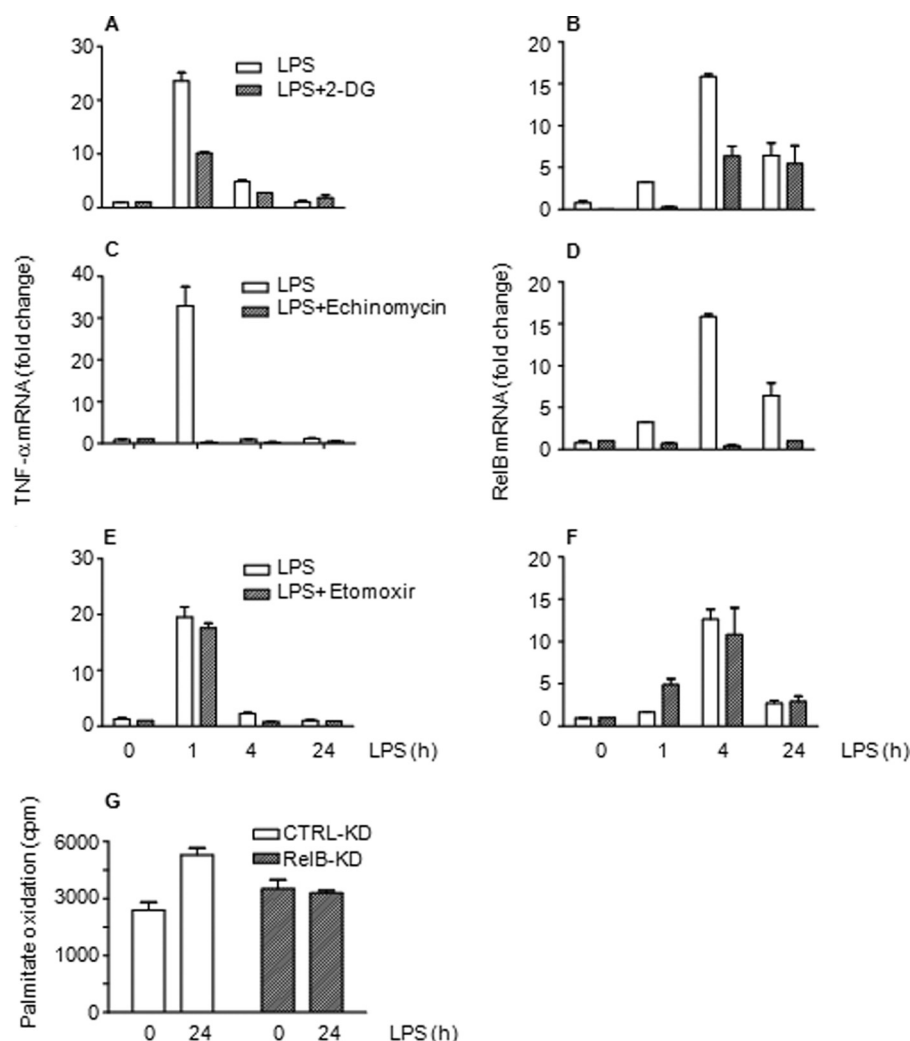 A
30
20
10
0
LPS
LPS+2-DG
B
20
15
10
5
0
C
40
30
20
10
0
LPS
LPS+Echinomycin
D
20
15
10
5
0
TNF-α mRNA (fold change)
RelB mRNA (fold change)
E
30
20
10
0
LPS
LPS+ Etomoxir
0 1 4 24 LPS (h)
F
20
15
10
5
0
0 1 4 24 LPS (h)
G
Palmitate oxidation (cpm)
6000
3000
1000
0
CTRL-KD
RelB-KD
0 24 0 24 LPS (h)